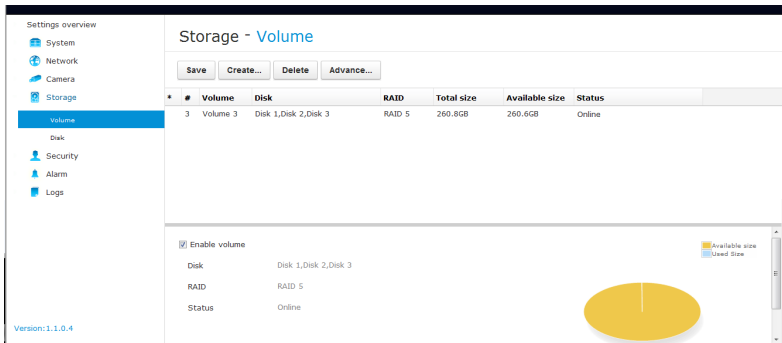 Settings overview
System
Network
Camera
Storage
Volume
Disk
Security
Alarm
Logs
Version:1.1.0.4
Storage - Volume
Save Create... Delete Advance...
* # Volume Disk RAID Total size Available size Status
3 Volume 3 Disk 1,Disk 2,Disk 3 RAID 5 260.8GB 260.6GB Online
Enable volume
Disk Disk 1,Disk 2,Disk 3
RAID RAID 5
Status Online
Available size
Used Size